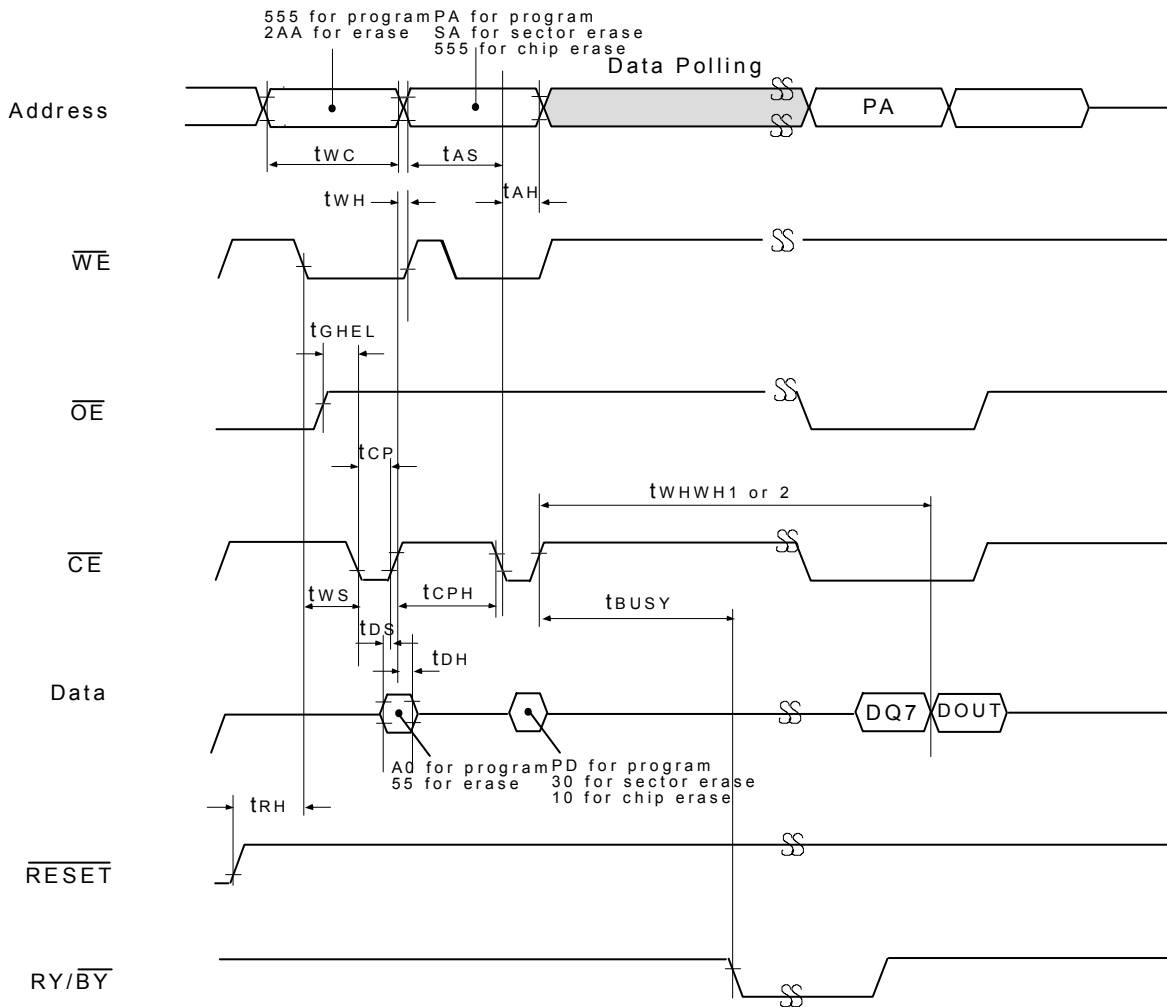 555 for program
2AA for erase
PA for program
SA for sector erase
555 for chip erase
Data Polling
Address
PA
tWC
tAS
tWH
tAH
WE
tGHEL
OE
tCP
tWHWH1 or 2
CE
tWS
tCPH
tBUSY
tDS
tDH
Data
DQ7
DOUT
A0 for program
55 for erase
PD for program
30 for sector erase
10 for chip erase
tRH
RESET
RY/BY